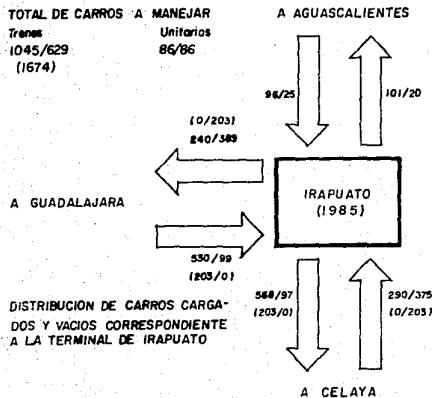 TOTAL DE CARROS A MANEJAR
Trenes Unitarios
1045/629 86/86
(1674)
A AGUASCALIENTES
96/25
101/20
(0/203)
240/389
A GUADALAJARA
IRAPUATO
(1985)
530/99
(203/0)
568/97
(203/0)
290/375
(0/203)
DISTRIBUCION DE CARROS CARGA-
DOS Y VACIOS CORRESPONDIENTE
A LA TERMINAL DE IRAPUATO
A CELAYA